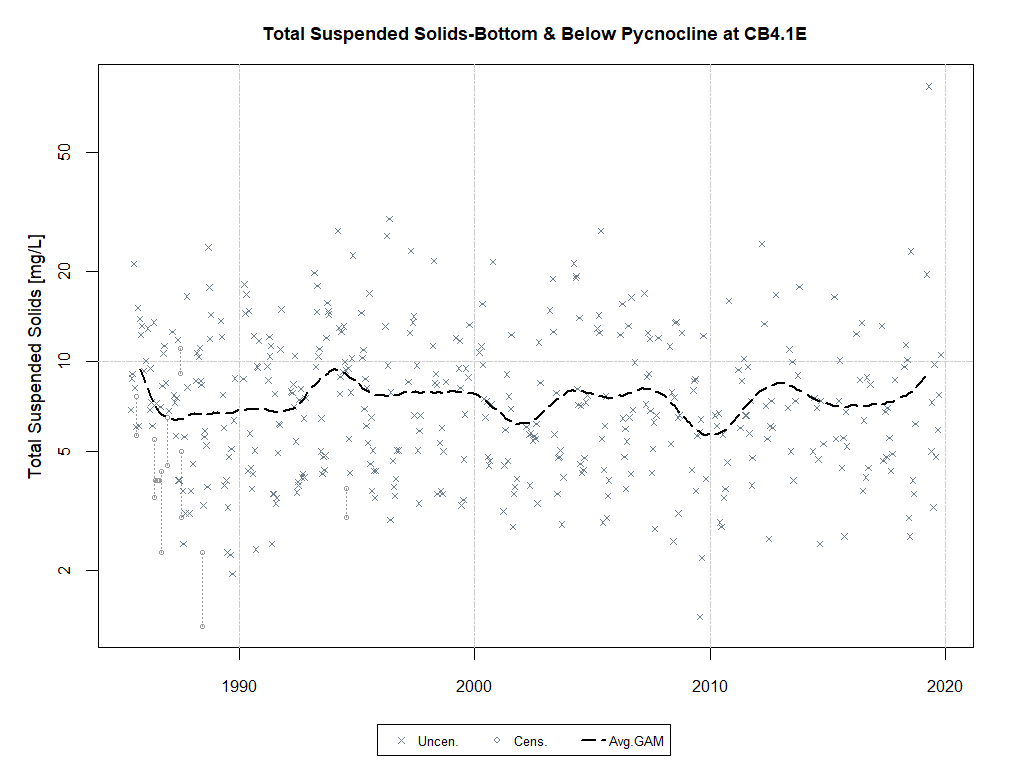 Total Suspended Solids-Bottom & Below Pycnocline at CB4.1E
Total Suspended Solids [mg/L]
50
20
10
5
2
1990 2000 2010 2020
Uncen. Cens. Avg.GAM